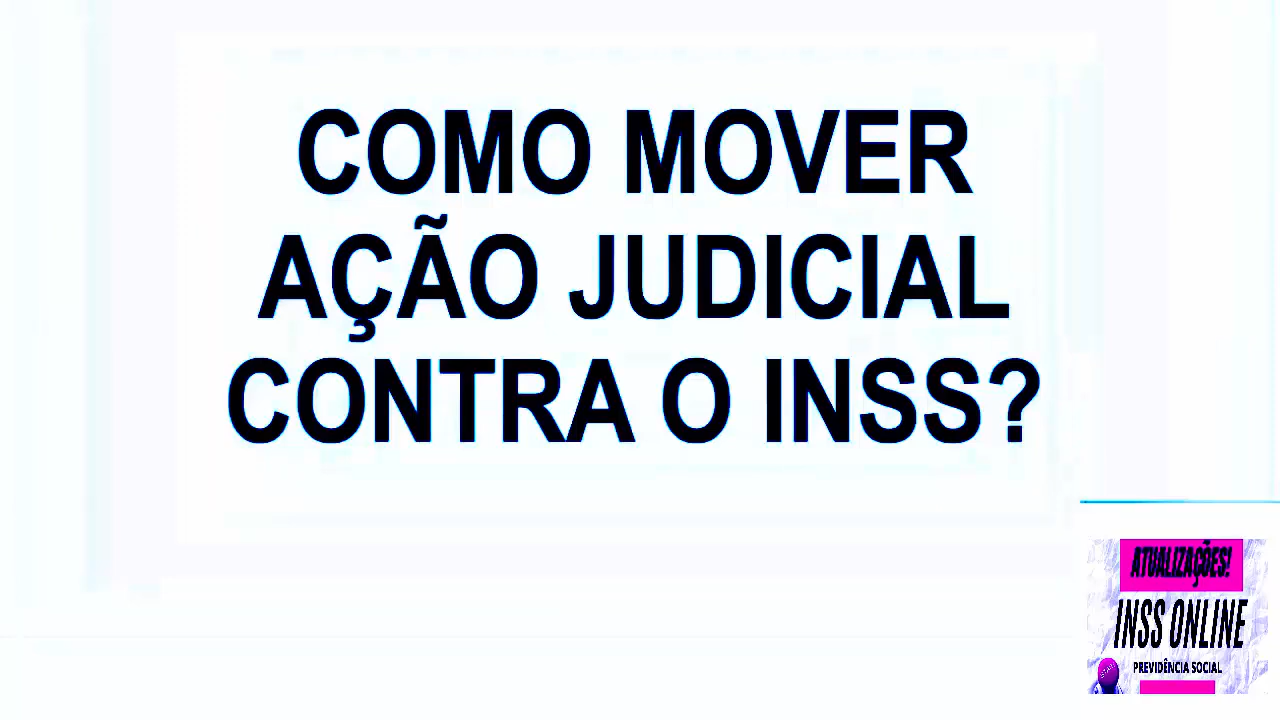 COMO MOVER
AÇÃO JUDICIAL
CONTRA O INSS?
ATUALIZAÇÕES!
INSS ONLINE
PREVIDÊNCIA SOCIAL